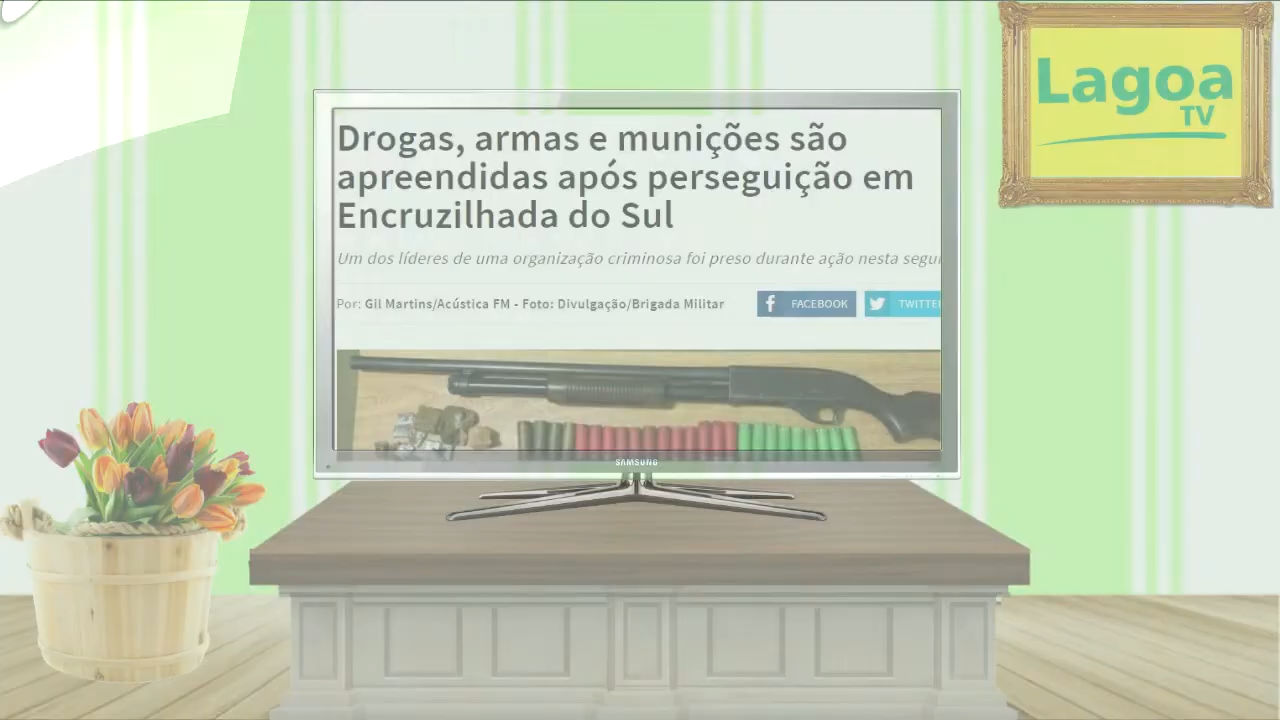 Lagoa
TV
Drogas, armas e munições são
apreendidas após perseguição em
Encruzilhada do Sul
Um dos líderes de uma organização criminosa foi preso durante ação nesta
Por: Gil Martins/Acústica FM - Foto: Divulgação/Brigada Militar
FACEBOOK
SAMSUNG